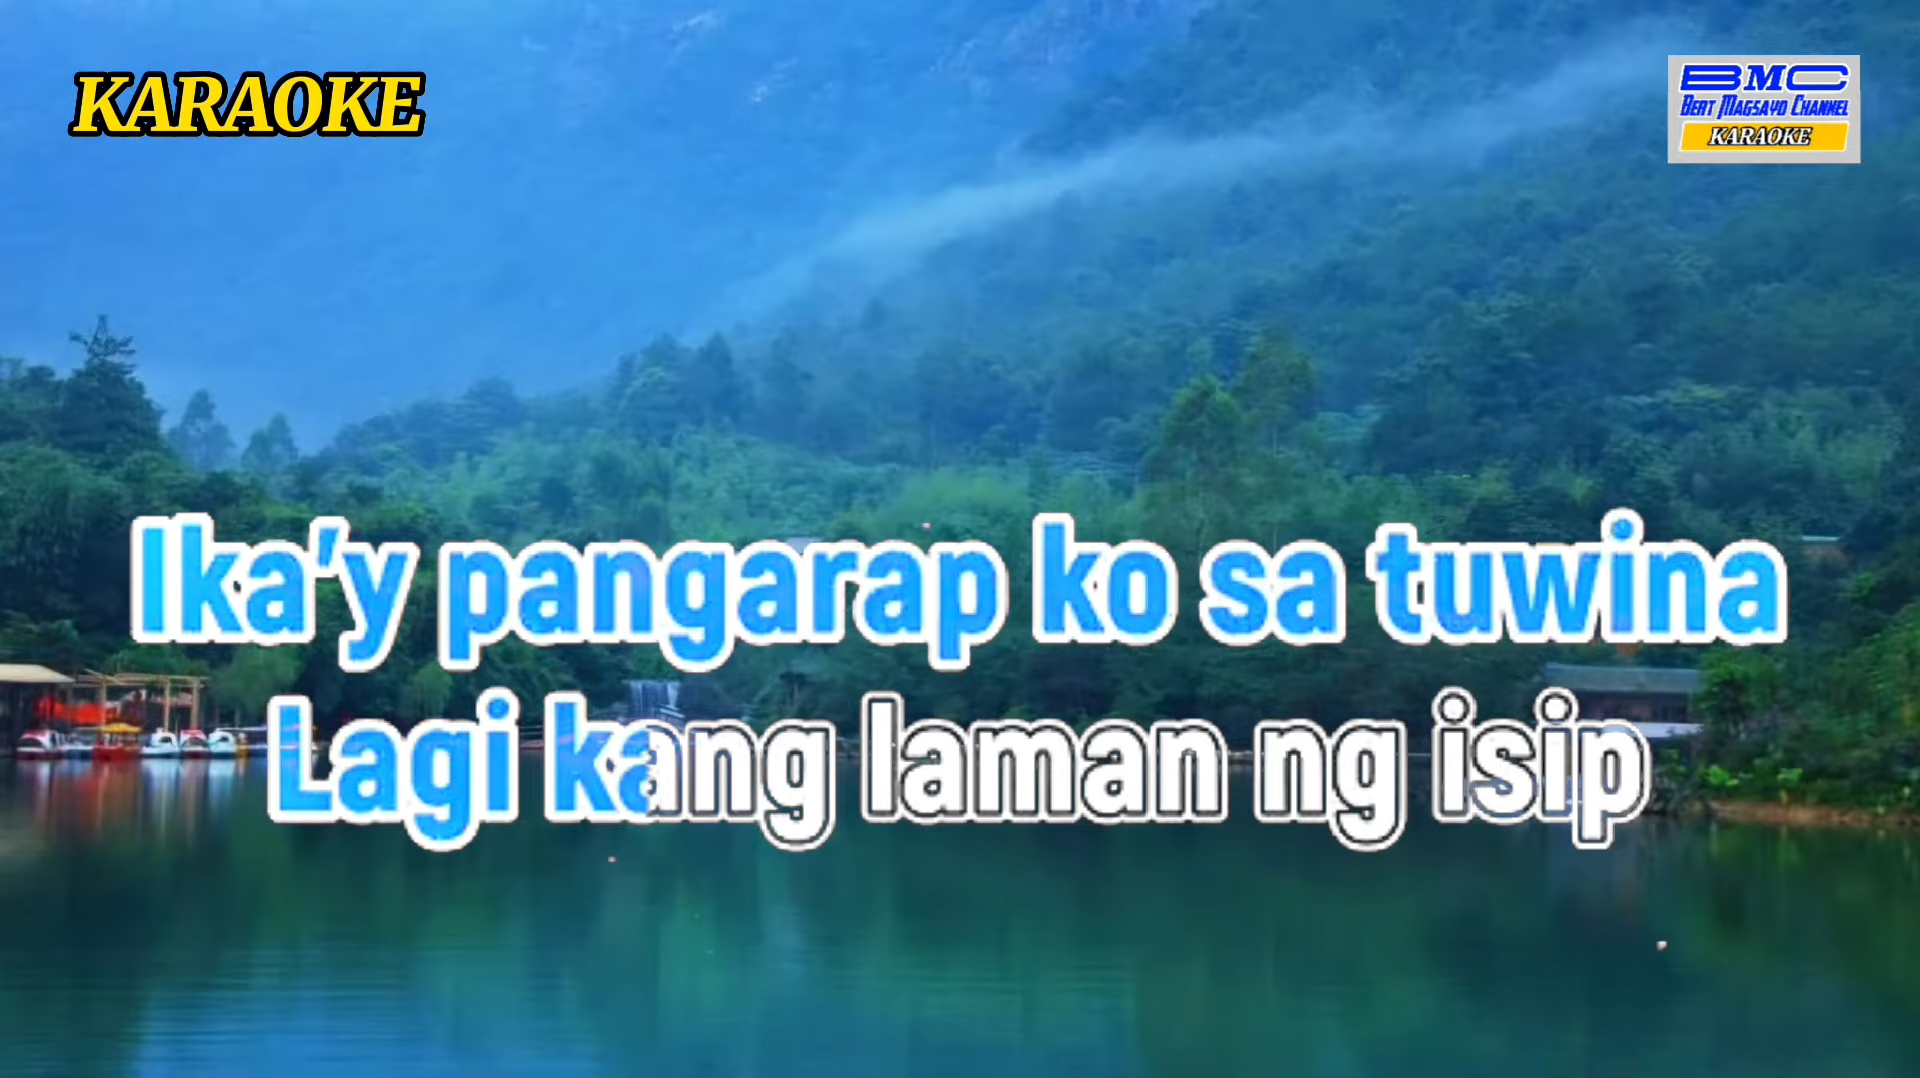 KARAOKE
BMC
BERT MAGSAYO CHANNEL
KARAOKE
Ika'y pangarap ko sa tuwina
Lagi kang laman ng isip